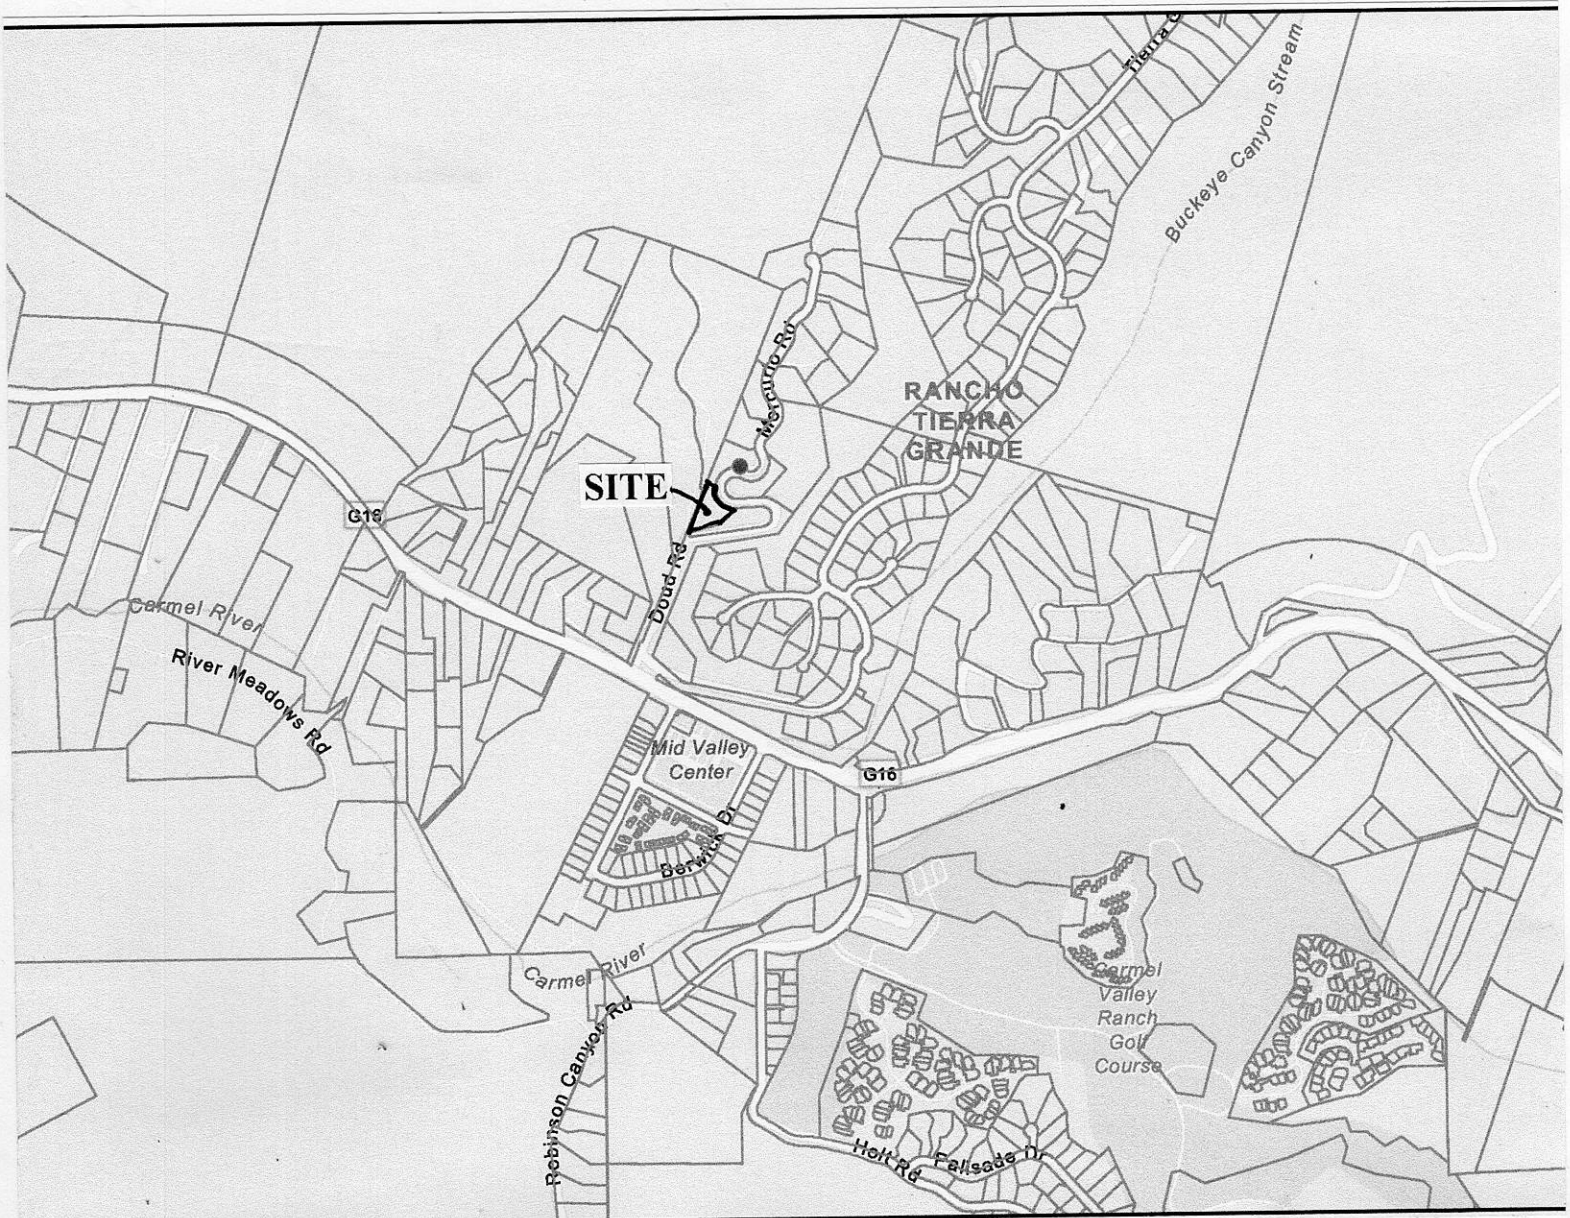 Tierra G
Buckeye Canyon Stream
Mercurio Rd
RANCHO
TIERRA
GRANDE
SITE
G16
Doud Rd
Carmel River
River Meadows Rd
Mid Valley
Center
G16
Berwick Dr
Carmel River
Carmel
Valley
Ranch
Golf
Course
Robinson Canyon Rd
Holt Rd
Palisade Dr